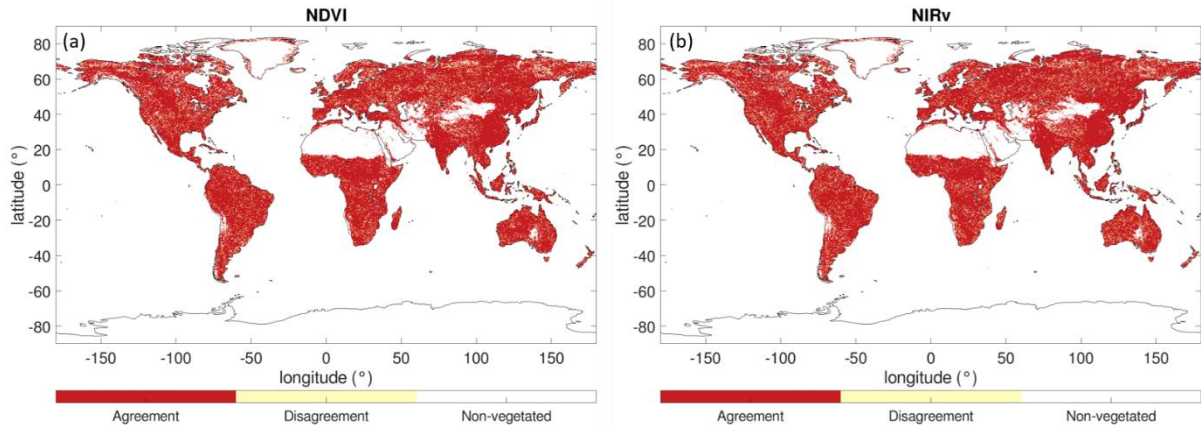 NDVI
(a)
80
60
40
20
0
-20
-40
-60
-80
latitude (°)
-150 -100 -50 0 50 100 150
longitude (°)
Agreement Disagreement Non-vegetated
NIRv
(b)
80
60
40
20
0
-20
-40
-60
-80
latitude (°)
-150 -100 -50 0 50 100 150
longitude (°)
Agreement Disagreement Non-vegetated